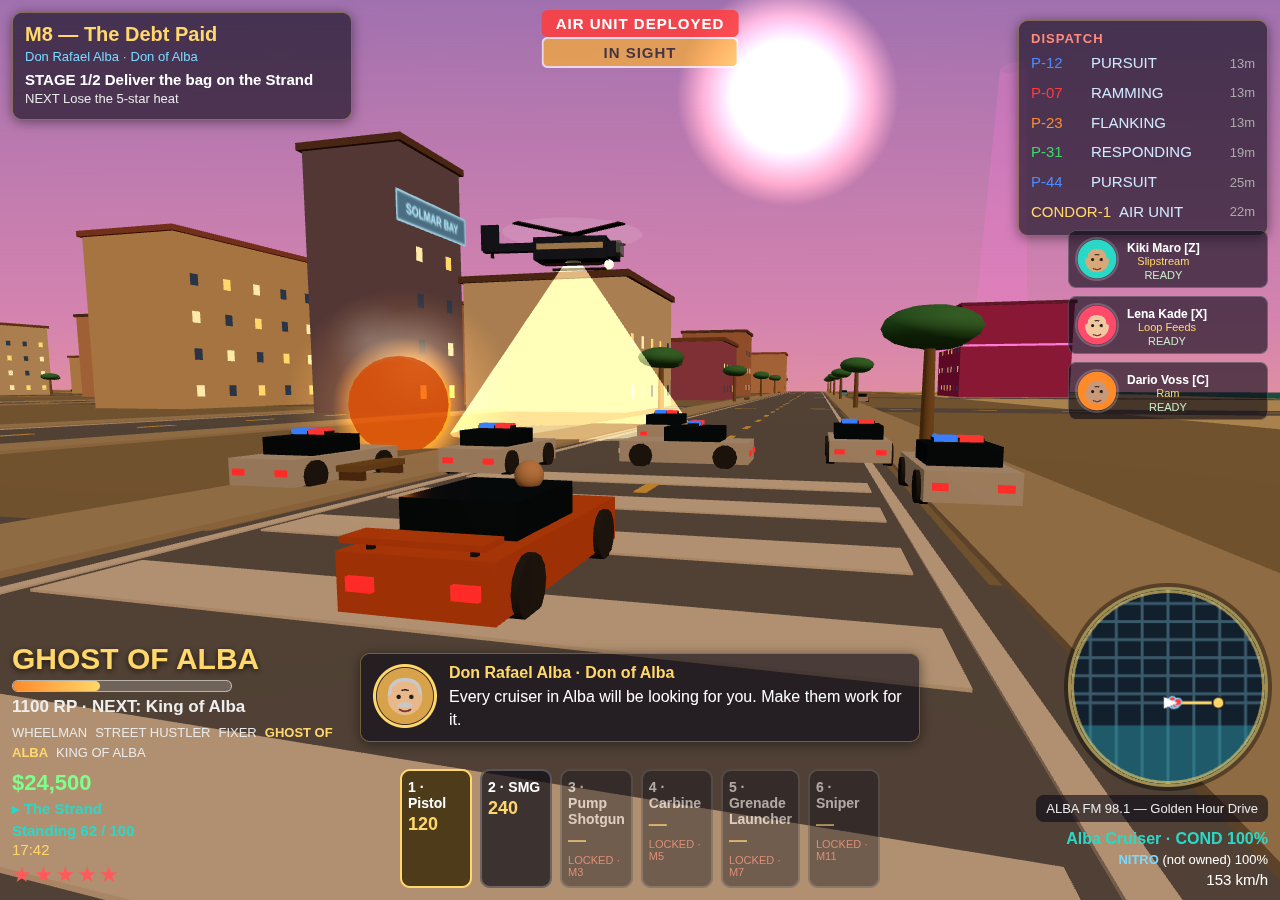 M8 — The Debt Paid
Don Rafael Alba · Don of Alba
STAGE 1/2 Deliver the bag on the Strand
NEXT Lose the 5-star heat
AIR UNIT DEPLOYED
IN SIGHT
DISPATCH
P-12 PURSUIT 13m
P-07 RAMMING 13m
P-23 FLANKING 13m
P-31 RESPONDING 19m
P-44 PURSUIT 25m
CONDOR-1 AIR UNIT 22m
Kiki Maro [Z]
Slipstream
READY
Lena Kade [X]
Loop Feeds
READY
Dario Voss [C]
Ram
READY
SOLMAR BAY
GHOST OF ALBA
1100 RP · NEXT: King of Alba
WHEELMAN STREET HUSTLER FIXER GHOST OF
ALBA KING OF ALBA
$24,500
▸ The Strand
Standing 62 / 100
17:42
★★★★★
Don Rafael Alba · Don of Alba
Every cruiser in Alba will be looking for you. Make them work for
it.
1 ·
Pistol
120
2 · SMG
240
3 ·
Pump
Shotgun
—
LOCKED ·
M3
4 ·
Carbine
—
LOCKED ·
M5
5 ·
Grenade
Launcher
—
LOCKED ·
M7
6 ·
Sniper
—
LOCKED ·
M11
ALBA FM 98.1 — Golden Hour Drive
Alba Cruiser · COND 100%
NITRO (not owned) 100%
153 km/h